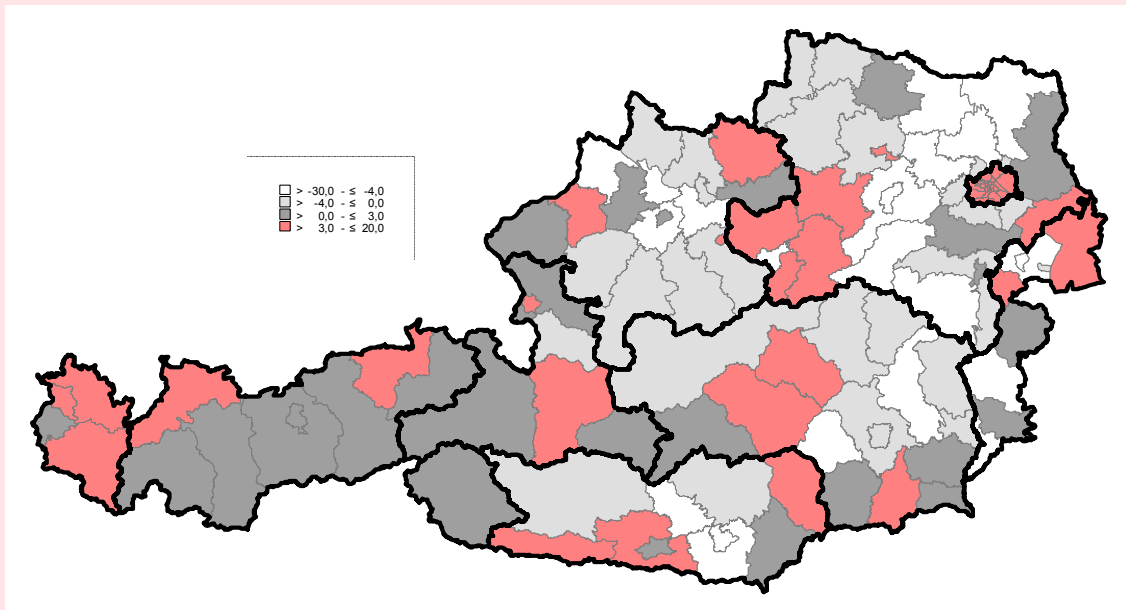 > -30,0 - ≤ -4,0
> -4,0 - ≤ 0,0
> 0,0 - ≤ 3,0
> 3,0 - ≤ 20,0